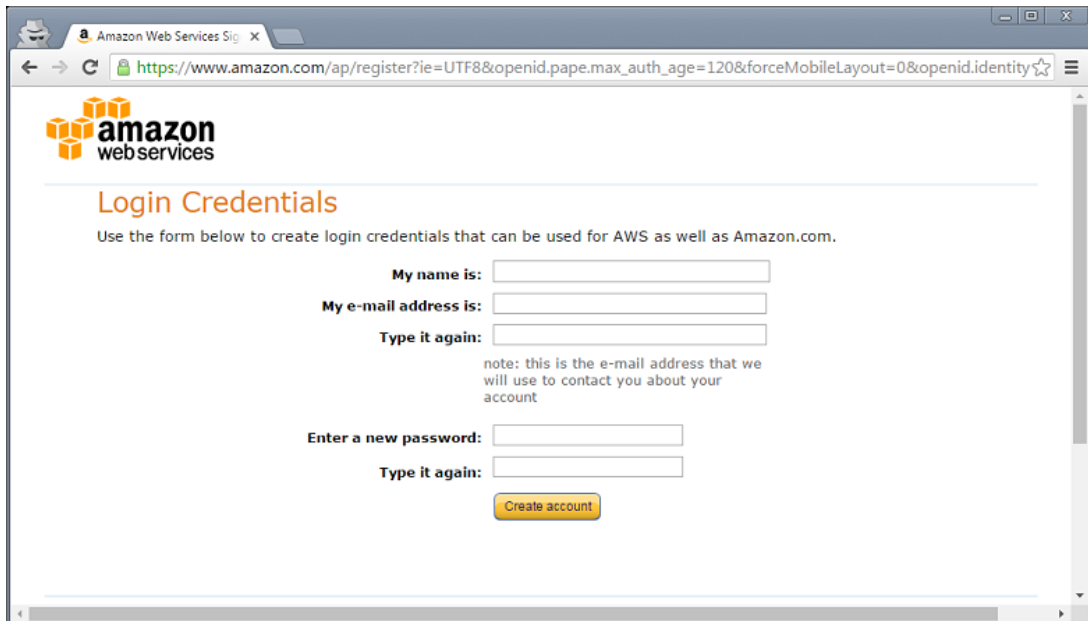 Amazon Web Services Sig
https://www.amazon.com/ap/register?ie=UTF8&openid.pape.max_auth_age=120&forceMobileLayout=0&openid.identity
amazon
webservices
Login Credentials
Use the form below to create login credentials that can be used for AWS as well as Amazon.com.
My name is:
My e-mail address is:
Type it again:
note: this is the e-mail address that we
will use to contact you about your
account
Enter a new password:
Type it again:
Create account